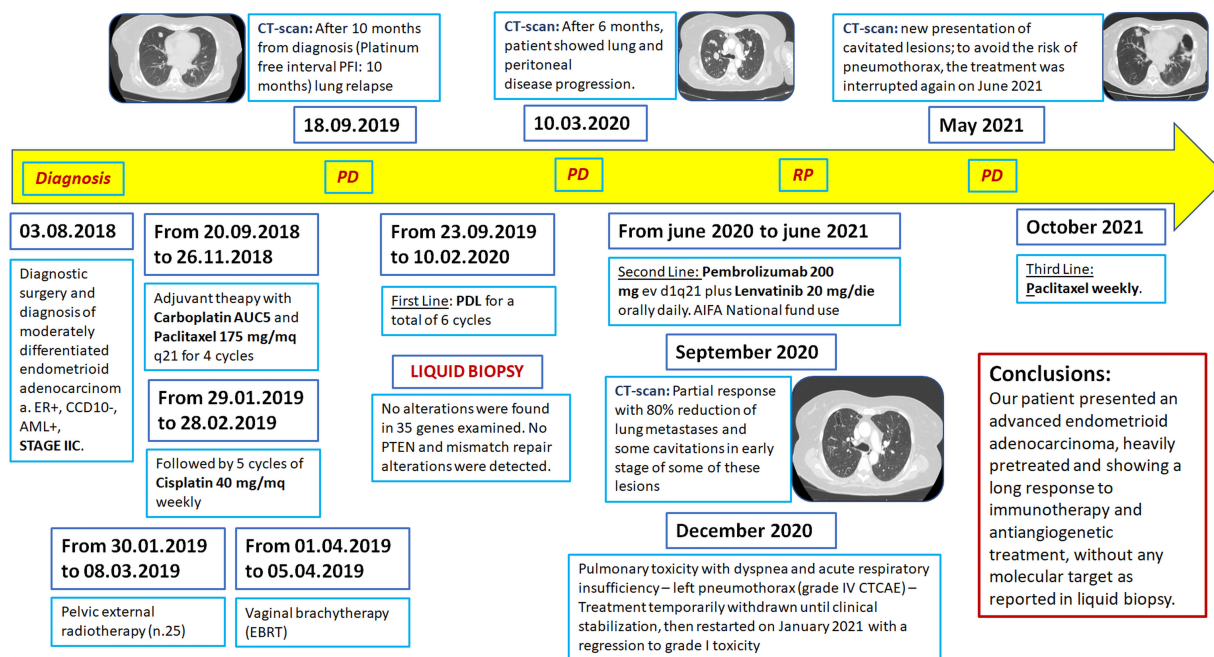 CT-scan: After 10 months
from diagnosis (Platinum
free interval PFI: 10
months) lung relapse
18.09.2019
CT-scan: After 6 months,
patient showed lung and
peritoneal
disease progression.
10.03.2020
CT-scan: new presentation of
cavitated lesions; to avoid the risk of
pneumothorax, the treatment was
interrupted again on June 2021
May 2021
Diagnosis
PD
PD
RP
PD
03.08.2018
Diagnostic
surgery and
diagnosis of
moderately
differentiated
endometrioid
adenocarcinom
a. ER+, CCD10-,
AML+,
STAGE IIC.
From 20.09.2018
to 26.11.2018
Adjuvant theapy with
Carboplatin AUC5 and
Paclitaxel 175 mg/mq
q21 for 4 cycles
From 29.01.2019
to 28.02.2019
Followed by 5 cycles of
Cisplatin 40 mg/mq
weekly
From 30.01.2019
to 08.03.2019
Pelvic external
radiotherapy (n.25)
From 01.04.2019
to 05.04.2019
Vaginal brachytherapy
(EBRT)
From 23.09.2019
to 10.02.2020
First Line: PDL for a
total of 6 cycles
LIQUID BIOPSY
No alterations were found
in 35 genes examined. No
PTEN and mismatch repair
alterations were detected.
From june 2020 to june 2021
Second Line: Pembrolizumab 200
mg ev d1q21 plus Lenvatinib 20 mg/die
orally daily. AIFA National fund use
September 2020
CT-scan: Partial response
with 80% reduction of
lung metastases and
some cavitations in early
stage of some of these
lesions
December 2020
Pulmonary toxicity with dyspnea and acute respiratory
insufficiency – left pneumothorax (grade IV CTCAE) –
Treatment temporarily withdrawn until clinical
stabilization, then restarted on January 2021 with a
regression to grade I toxicity
October 2021
Third Line:
Paclitaxel weekly.
Conclusions:
Our patient presented an
advanced endometrioid
adenocarcinoma, heavily
pretreated and showing a
long response to
immunotherapy and
antiangiogenetic
treatment, without any
molecular target as
reported in liquid biopsy.